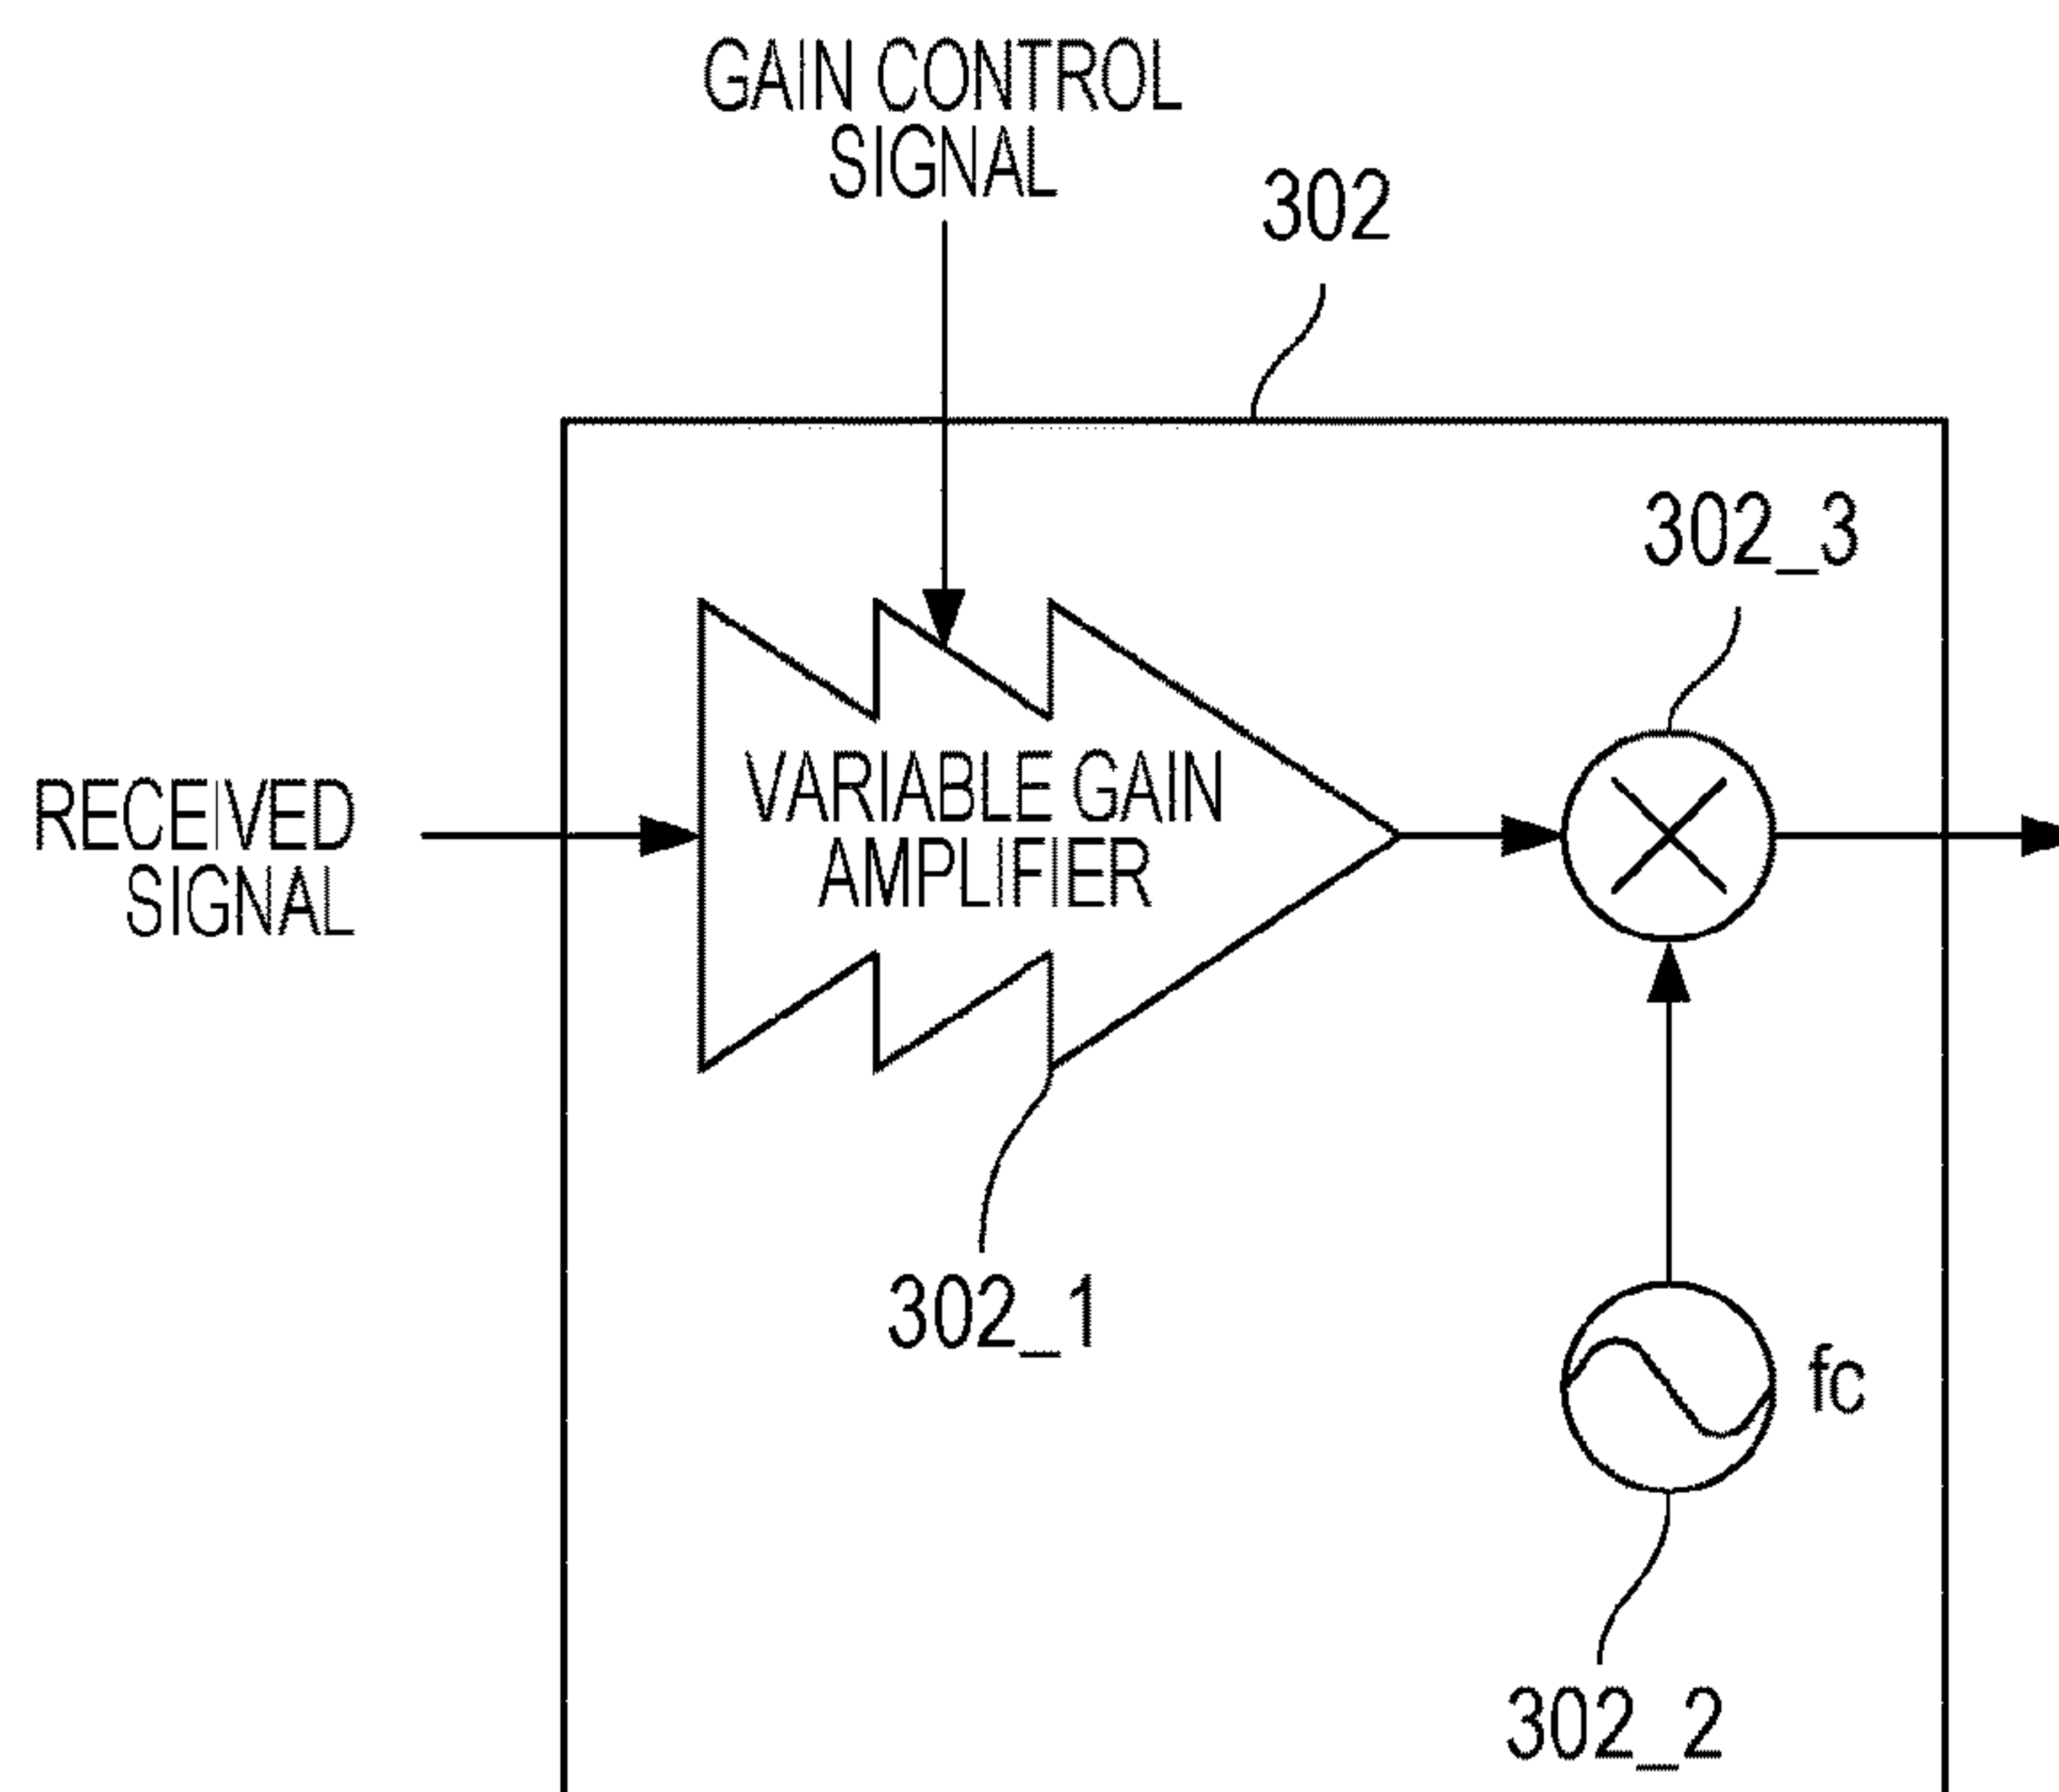 GAIN CONTROL
SIGNAL
302
302_3
RECEIVED
SIGNAL
VARIABLE GAIN
AMPLIFIER
302_1
fc
302_2